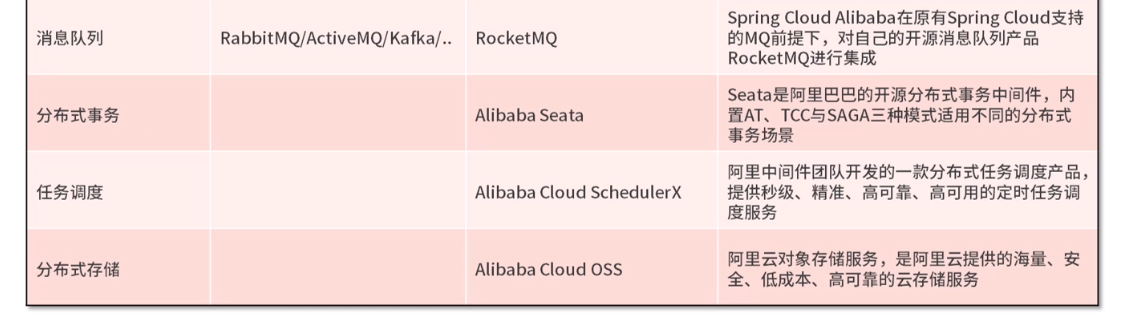 消息队列
RabbitMQ/ActiveMQ/Kafka/..
RocketMQ
Spring Cloud Alibaba在原有Spring Cloud支持
的MQ前提下，对自己的开源消息队列产品
RocketMQ进行集成
分布式事务
Alibaba Seata
Seata是阿里巴巴的开源分布式事务中间件，内
置AT、TCC与SAGA三种模式适用不同的分布式
事务场景
任务调度
Alibaba Cloud SchedulerX
阿里中间件团队开发的一款分布式任务调度产品，
提供秒级、精准、高可靠、高可用的定时任务调
度服务
分布式存储
Alibaba Cloud OSS
阿里云对象存储服务，是阿里云提供的海量、安
全、低成本、高可靠的云存储服务